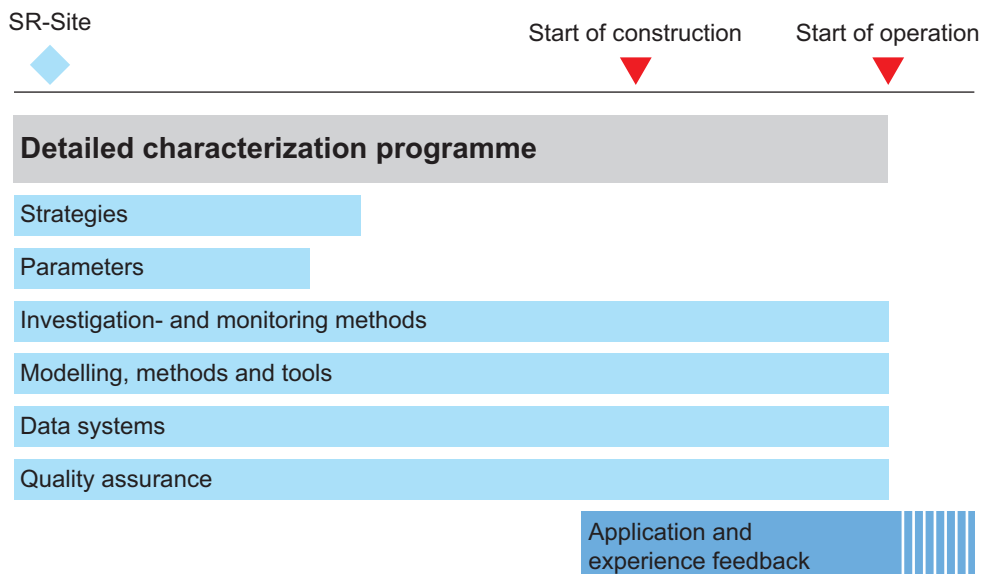 SR-Site
Start of construction
Start of operation
Detailed characterization programme
Strategies
Parameters
Investigation- and monitoring methods
Modelling, methods and tools
Data systems
Quality assurance
Application and
experience feedback